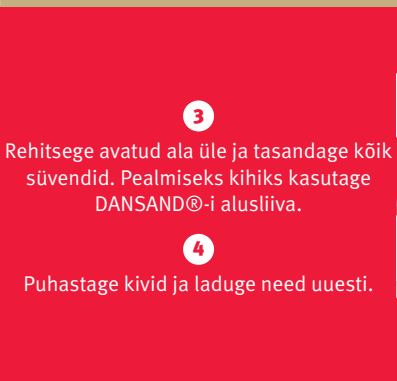 3
Rehitsege avatud ala üle ja tasandage kõik
süvendid. Pealmiseks kihiks kasutage
DANSAND®-i alusliiva.
4
Puhastage kivid ja laduge need uuesti.